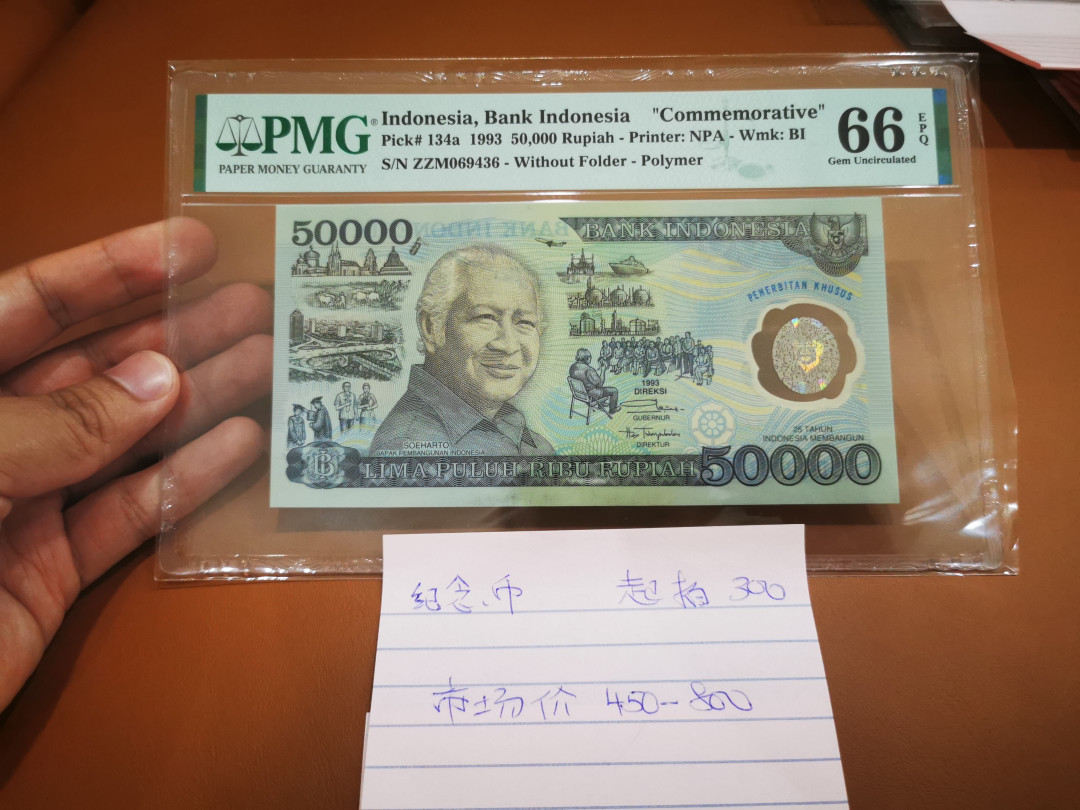 PMG®
PAPER MONEY GUARANTY
Indonesia, Bank Indonesia "Commemorative"
Pick# 134a 1993 50,000 Rupiah - Printer: NPA - Wmk: BI
S/N ZZM069436 - Without Folder - Polymer
66 EPQ
Gem Uncirculated
50000
BANK INDONESIA
PENERBITAN KHUSUS
1993
DIREKSI
GUBERNUR
DIREKTUR
25 TAHUN
INDONESIA MEMBANGUN
SOEHARTO
BAPAK PEMBANGUNAN INDONESIA
LIMA PULUH RIBU RUPIAH 50000
纪念币 起拍 300
市场价 450-800